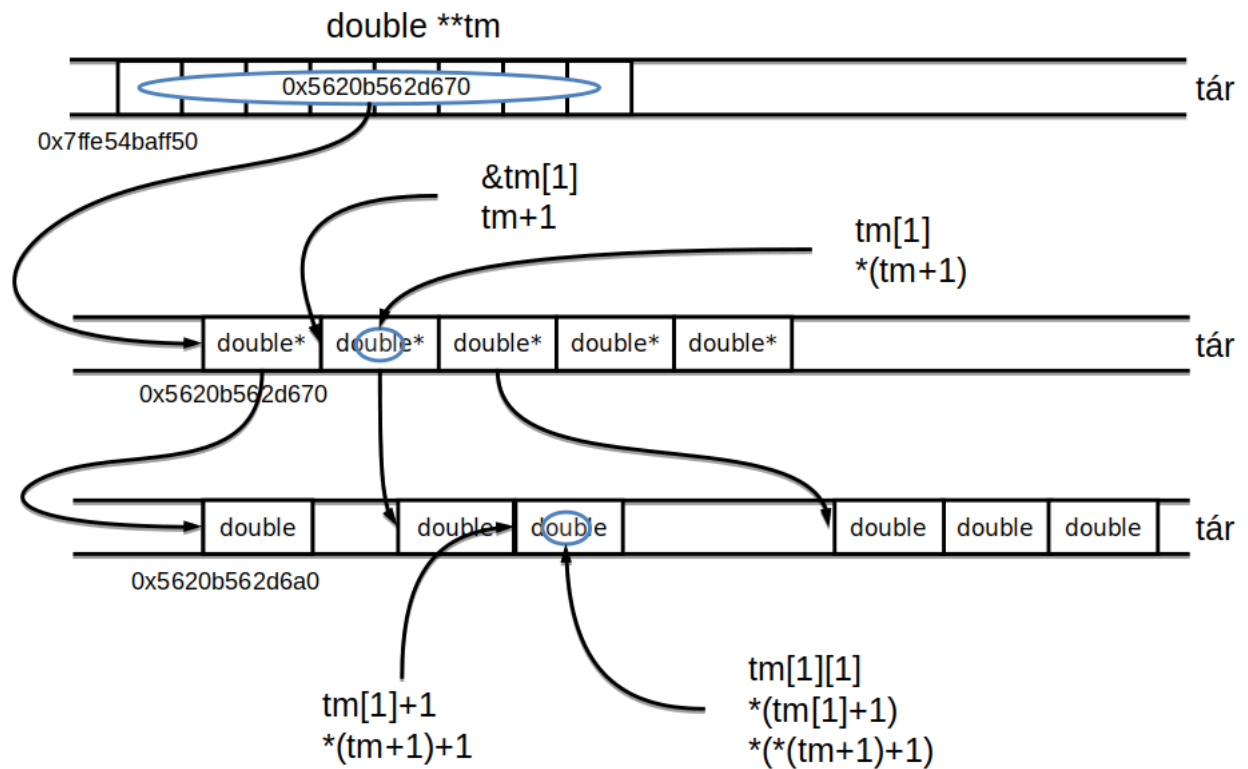 double **tm
0x5620b562d670
tár
0x7ffe54baff50
&tm[1]
tm+1
tm[1]
*(tm+1)
double* double* double* double* double*
tár
0x5620b562d670
double double double double double double
tár
0x5620b562d6a0
tm[1]+1
*(tm+1)+1
tm[1][1]
*(tm[1]+1)
*(*(tm+1)+1)